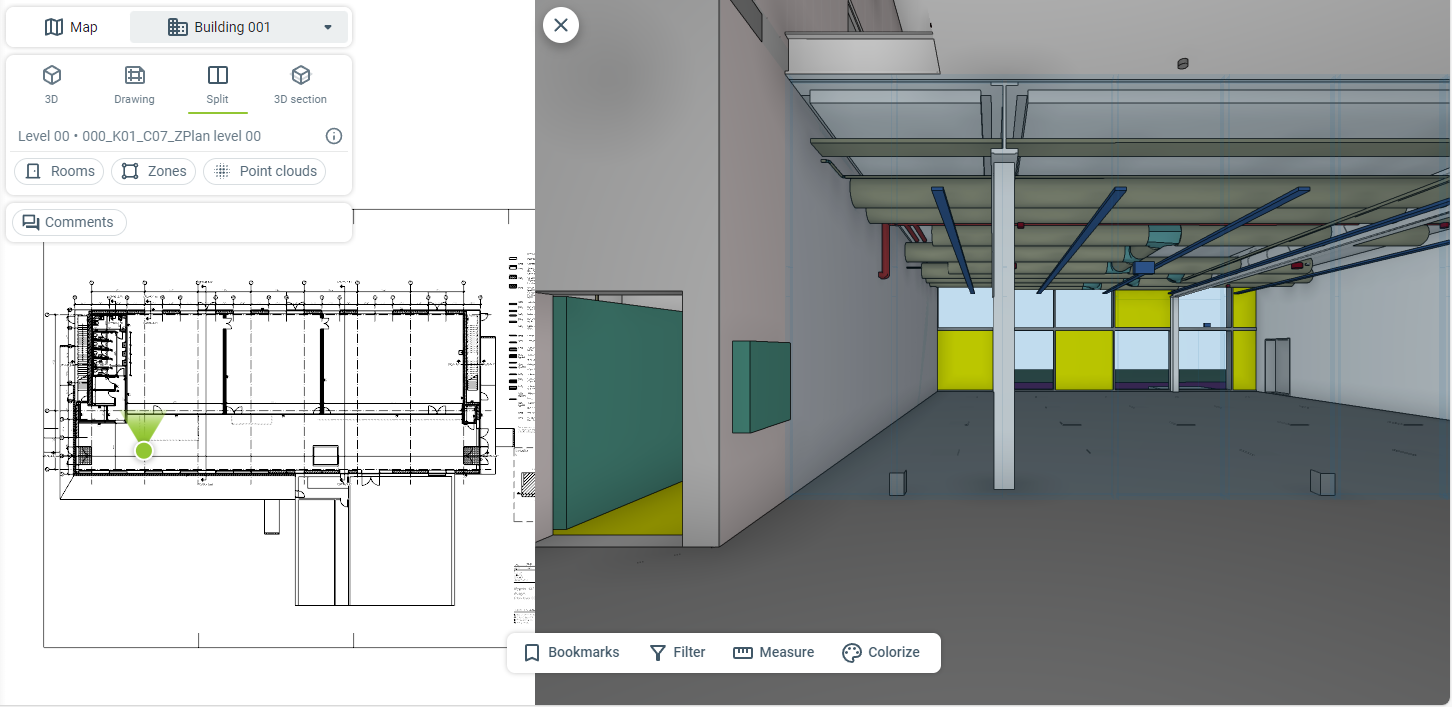 Map
Building 001
3D
Drawing
Split
3D section
Level 00 • 000_K01_C07_ZPlan level 00
Rooms
Zones
Point clouds
Comments
Bookmarks
Filter
Measure
Colorize